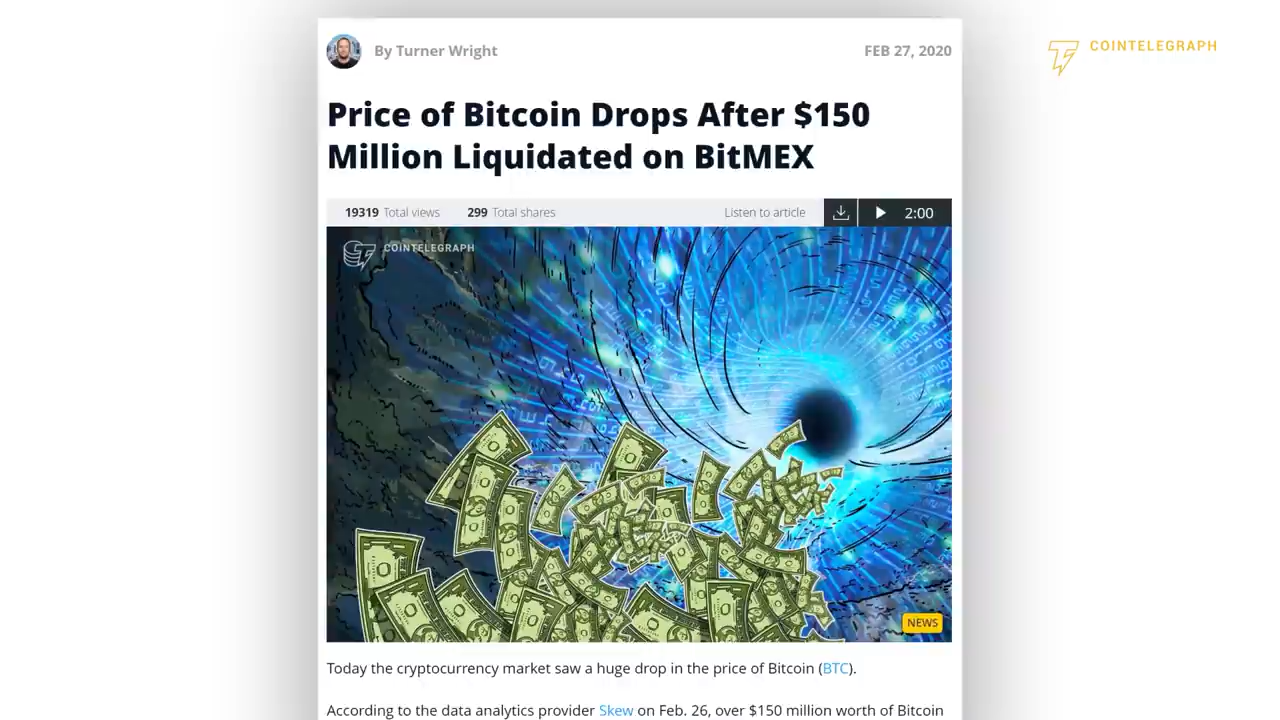 By Turner Wright
FEB 27, 2020
COINTELEGRAPH
Price of Bitcoin Drops After $150
Million Liquidated on BitMEX
19319 Total views 299 Total shares Listen to article 2:00
COINTELEGRAPH
NEWS
Today the cryptocurrency market saw a huge drop in the price of Bitcoin (BTC).
According to the data analytics provider Skew on Feb. 26, over $150 million worth of Bitcoin